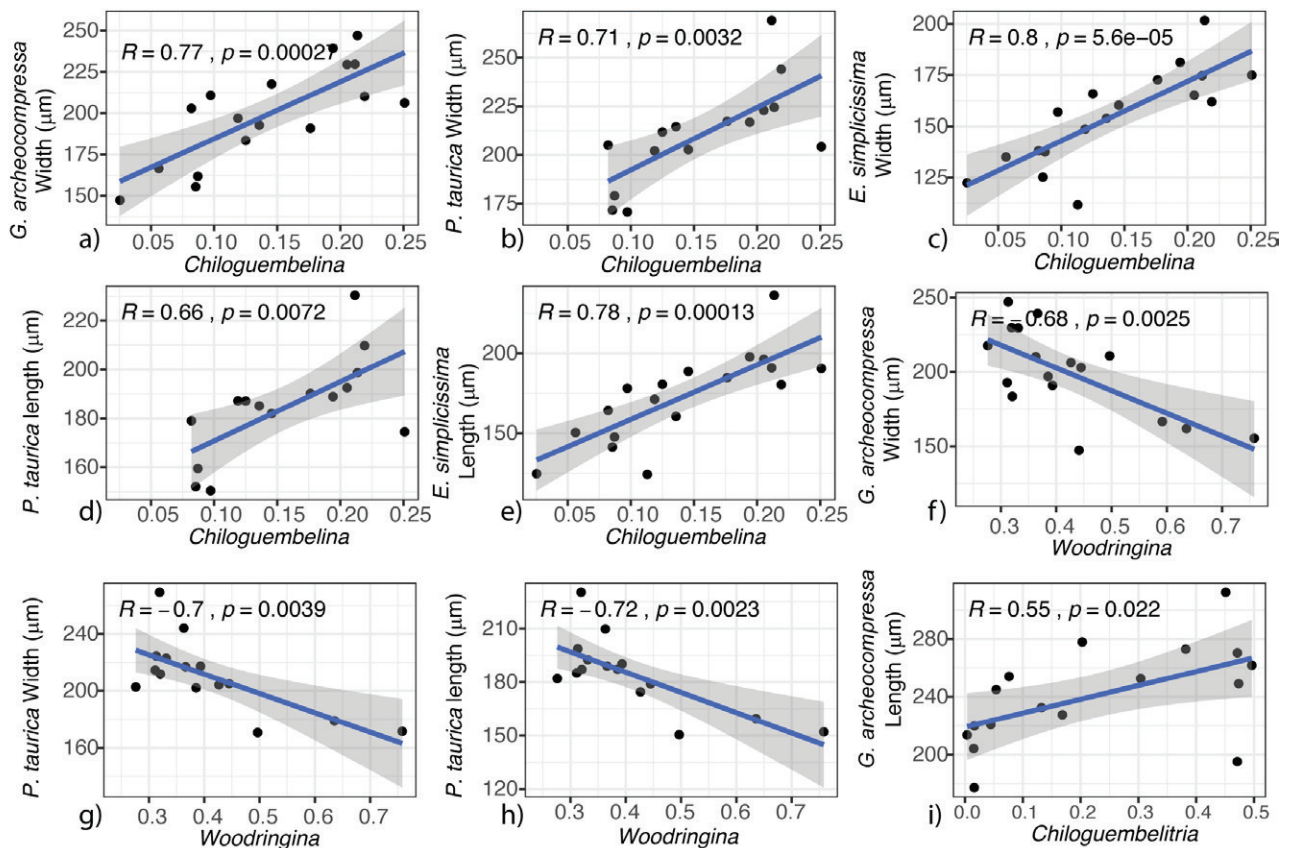 G. archeocompressa
Width (μm)
250
225
200
175
150
R = 0.77 , p = 0.00027
0.05 0.10 0.15 0.20 0.25
a)
Chiloguembelina
P. taurica Width (μm)
250
225
200
175
R = 0.71 , p = 0.0032
0.05 0.10 0.15 0.20 0.25
b)
Chiloguembelina
E. simplicissima
Width (μm)
200
175
150
125
R = 0.8 , p = 5.6e-05
0.05 0.10 0.15 0.20 0.25
c)
Chiloguembelina
P. taurica length (μm)
220
200
180
160
R = 0.66 , p = 0.0072
0.05 0.10 0.15 0.20 0.25
d)
Chiloguembelina
E. simplicissima
Length (μm)
200
150
R = 0.78 , p = 0.00013
0.05 0.10 0.15 0.20 0.25
e)
Chiloguembelina
G. archeocompressa
Width (μm)
250
200
150
R = −0.68 , p = 0.0025
0.3 0.4 0.5 0.6 0.7
f)
Woodringina
P. taurica Width (μm)
240
200
160
R = −0.7 , p = 0.0039
0.3 0.4 0.5 0.6 0.7
g)
Woodringina
P. taurica length (μm)
210
180
150
120
R = −0.72 , p = 0.0023
0.3 0.4 0.5 0.6 0.7
h)
Woodringina
G. archeocompressa
Length (μm)
280
240
200
R = 0.55 , p = 0.022
0.0 0.1 0.2 0.3 0.4 0.5
i)
Chiloguembelitria